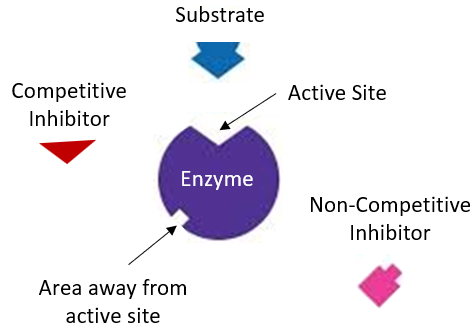 Substrate
Competitive
Inhibitor
Active Site
Enzyme
Non-Competitive
Inhibitor
Area away from
active site